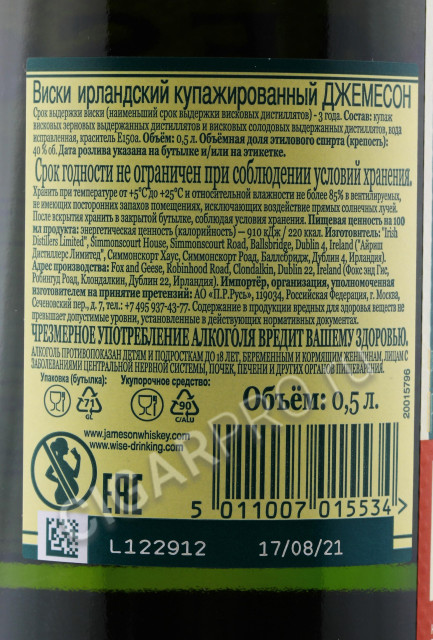 Виски ирландский купажированный ДЖЕМЕСОН
Срок выдержки виски (наименьший срок выдержки висковых дистиллятов) - 3 года. Состав: купаж
висковых зерновых выдержанных дистиллятов и висковых солодовых выдержанных дистиллятов, вода
исправленная, краситель Е150а. Объём: 0,5 л. Объёмная доля этилового спирта (крепость):
40 % об. Дата розлива указана на бутылке и/или на этикетке.
Срок годности не ограничен при соблюдении условий хранения.
Хранить при температуре от +5°С до +25°С и относительной влажности не более 85% в вентилируемых,
не имеющих посторонних запахов помещениях, исключающих воздействие прямых солнечных лучей.
После вскрытия хранить в закрытой бутылке, соблюдая условия хранения. Пищевая ценность на 100
мл продукта: энергетическая ценность (калорийность) – 910 кДж / 220 ккал. Изготовитель: "Irish
Distillers Limited", Simmonscourt House, Simmonscourt Road, Ballsbridge, Dublin 4, Ireland ("Айриш
Дистиллерс Лимитед", Симмонскорт Хаус, Симмонскорт Роад, Баллсбридж, Дублин 4, Ирландия).
Адрес производства: Fox and Geese, Robinhood Road, Clondalkin, Dublin 22, Ireland (Фокс энд Гис,
Робингуд Роад, Клондалкин, Дублин 22, Ирландия). Импортёр, организация, уполномоченная
изготовителем на принятие претензий: АО «П.Р.Русь», 119034, Российская Федерация, г. Москва,
Сеченовский пер., д. 7, тел.: +7 495 937-43-77. Содержание в продукции вредных для здоровья веществ не
превышает допустимые уровни, установленные в действующих нормативных документах.
ЧРЕЗМЕРНОЕ УПОТРЕБЛЕНИЕ АЛКОГОЛЯ ВРЕДИТ ВАШЕМУ ЗДОРОВЬЮ.
АЛКОГОЛЬ ПРОТИВОПОКАЗАН ДЕТЯМ И ПОДРОСТКАМ ДО 18 ЛЕТ, БЕРЕМЕННЫМ И КОРМЯЩИМ ЖЕНЩИНАМ, ЛИЦАМ С
ЗАБОЛЕВАНИЯМИ ЦЕНТРАЛЬНОЙ НЕРВНОЙ СИСТЕМЫ, ПОЧЕК, ПЕЧЕНИ И ДРУГИХ ОРГАНОВ ПИЩЕВАРЕНИЯ.
Упаковка (бутылка): Укупорочное средство:
71 GL 90 C/ALU
Объём: 0,5 л.
20015796
www.jamesonwhiskey.com
www.wise-drinking.com
EAC
5 011007 015534 >
L122912 17/08/21
CIGARPRO.RU